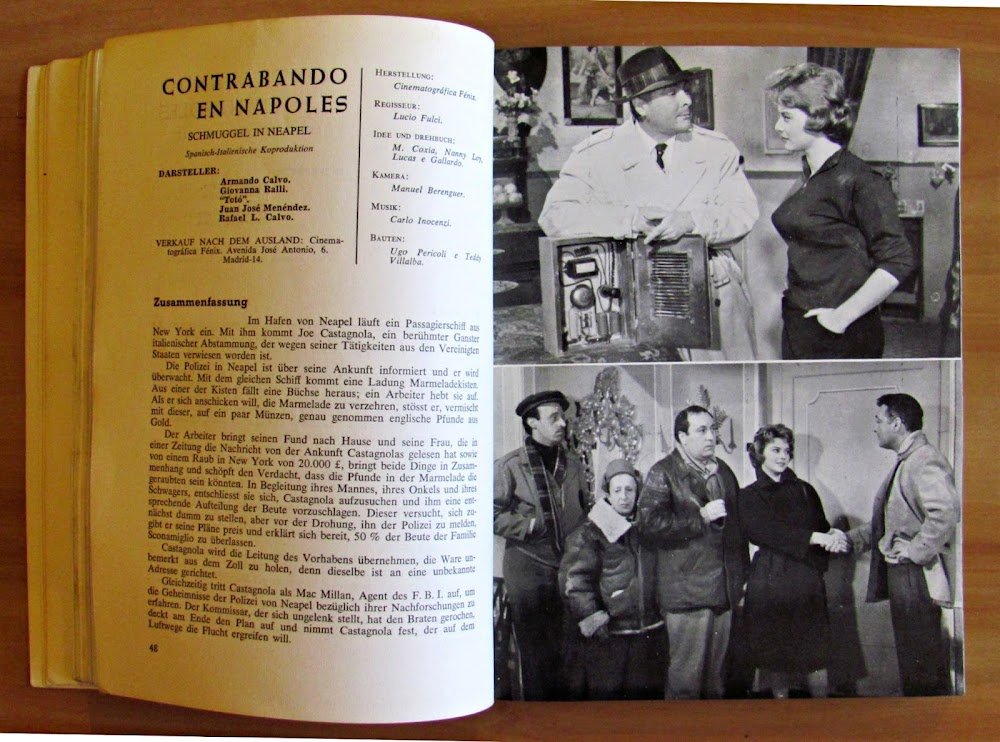 CONTRABANDO
EN NAPOLES
SCHMUGGEL IN NEAPEL
Spanisch-Italienische Koproduktion
DARSTELLER:
Armando Calvo.
Giovanna Ralli.
"Totó".
Juan José Menéndez.
Rafael L. Calvo.
VERKAUF NACH DEM AUSLAND: Cinema-
tográfica Fénix. Avenida José Antonio, 6.
Madrid-14.
HERSTELLUNG:
Cinematográfica Fénix.
REGISSEUR:
Lucio Fulci.
IDEE UND DREHBUCH:
M. Coxia, Nanny Loy,
Lucas e Gallardo.
KAMERA:
Manuel Berenguer.
MUSIK:
Carlo Inocenzi.
BAUTEN:
Ugo Pericoli e Teddy
Villalba.
Zusammenfassung
Im Hafen von Neapel läuft ein Passagierschiff aus
New York ein. Mit ihm kommt Joe Castagnola, ein berühmter Ganster
italienischer Abstammung, der wegen seiner Tätigkeiten aus den Vereinigten
Staaten verwiesen worden ist.
Die Polizei in Neapel ist über seine Ankunft informiert und er wird
überwacht. Mit dem gleichen Schiff kommt eine Ladung Marmeladekisten.
Aus einer der Kisten fällt eine Büchse heraus; ein Arbeiter hebt sie auf.
Als er sich anschicken will, die Marmelade zu verzehren, stösst er, vermischt
mit dieser, auf ein paar Münzen, genau genommen englische Pfunde aus
Gold.
Der Arbeiter bringt seinen Fund nach Hause und seine Frau, die in
einer Zeitung die Nachricht von der Ankunft Castagnolas gelesen hat sowie
von einem Raub in New York von 20.000 £, bringt beide Dinge in Zusam-
menhang und schöpft den Verdacht, dass die Pfunde in der Marmelade die
geraubten sein könnten. In Begleitung ihres Mannes, ihres Onkels und ihres
Schwagers, entschliesst sie sich, Castagnola aufzusuchen und ihm eine ent-
sprechende Aufteilung der Beute vorzuschlagen. Dieser versucht, sich zu-
nächst dumm zu stellen, aber vor der Drohung, ihn der Polizei zu melden,
gibt er seine Pläne preis und erklärt sich bereit, 50 % der Beute der Familie
Sconamiglio zu überlassen.
Castagnola wird die Leitung des Vorhabens übernehmen, die Ware un-
bemerkt aus dem Zoll zu holen, denn dieselbe ist an eine unbekannte
Adresse gerichtet.
Gleichzeitig tritt Castagnola als Mac Millan, Agent des F. B. I. auf, um
die Geheimnisse der Polizei von Neapel bezüglich ihrer Nachforschungen zu
erfahren. Der Kommissar, der sich ungelenk stellt, hat den Braten gerochen,
deckt am Ende den Plan auf und nimmt Castagnola fest, der auf dem
Luftwege die Flucht ergreifen will.
48